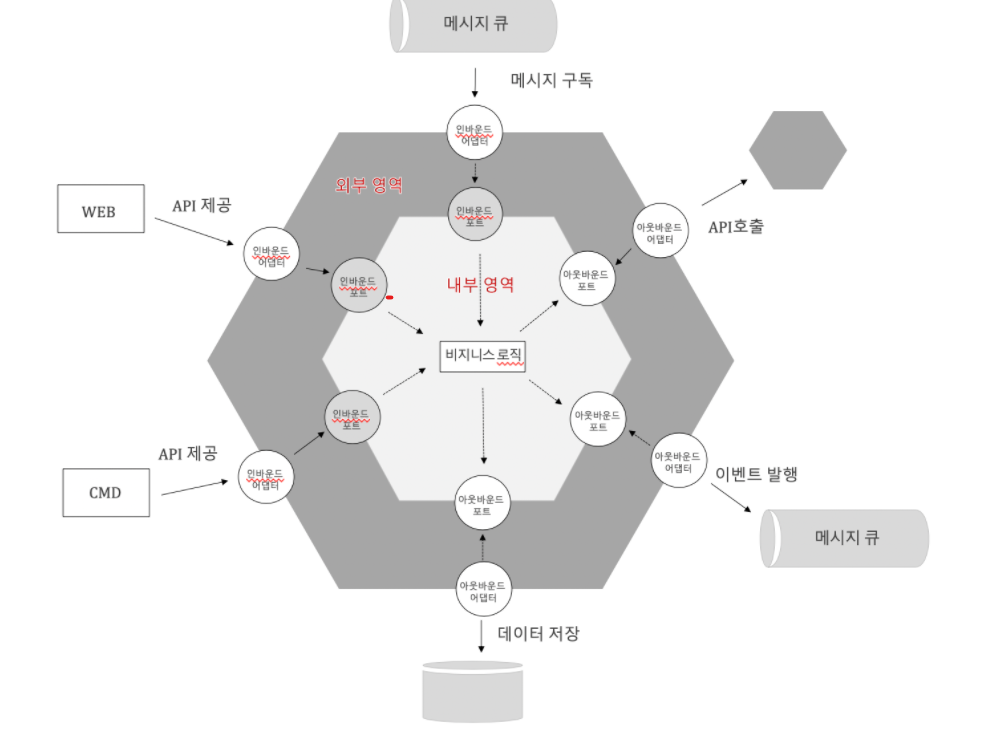 메시지 큐
메시지 구독
인바운드
어댑터
외부 영역
WEB
API 제공
인바운드
포트
아웃바운드
어댑터
API호출
인바운드
어댑터
인바운드
포트
아웃바운드
포트
내부 영역
비지니스 로직
인바운드
포트
아웃바운드
포트
API 제공
CMD
인바운드
어댑터
아웃바운드
어댑터
이벤트 발행
아웃바운드
포트
메시지 큐
아웃바운드
어댑터
데이터 저장